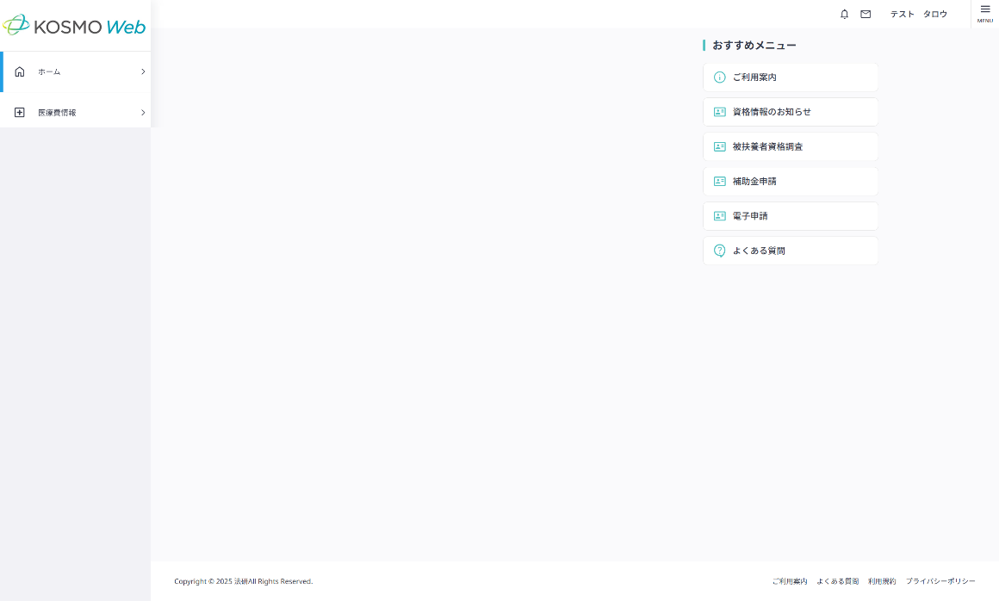 KOSMO Web
テスト　タロウ
MENU
ホーム
医療費情報
おすすめメニュー
ご利用案内
資格情報のお知らせ
被扶養者資格調査
補助金申請
電子申請
よくある質問
Copyright © 2025 法研All Rights Reserved.
ご利用案内 よくある質問 利用規約 プライバシーポリシー